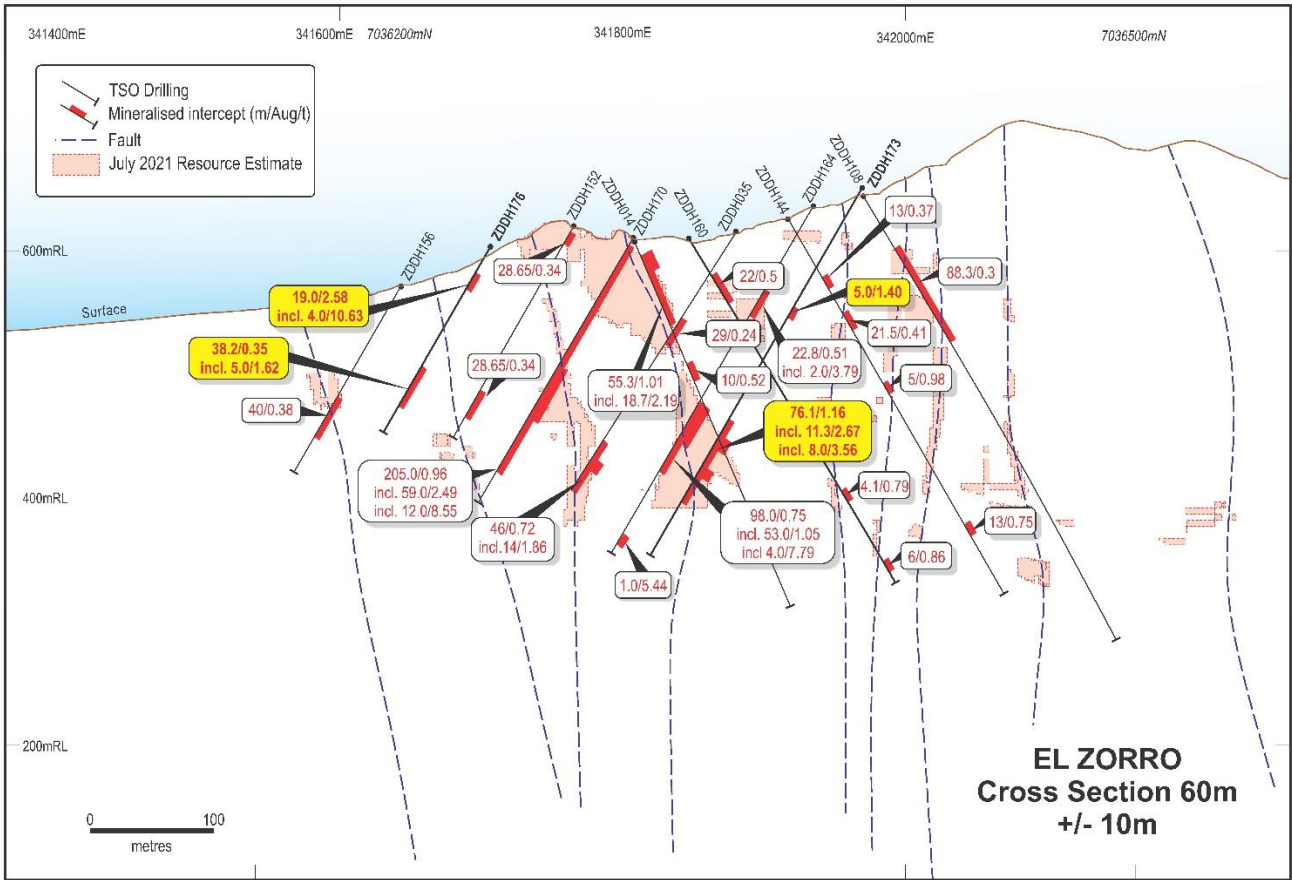 341400mE
341600mE
7036200mN
341800mE
342000mE
7036500mN
TSO Drilling
Mineralised intercept (m/Aug/t)
Fault
July 2021 Resource Estimate
ZDDH156
ZDDH176
ZDDH152
ZDDH014
ZDDH170
ZDDH160
ZDDH035
ZDDH144
ZDDH164
ZDDH108
ZDDH173
600mRL
Surface
19.0/2.58
incl. 4.0/10.63
28.65/0.34
22/0.5
5.0/1.40
13/0.37
88.3/0.3
38.2/0.35
incl. 5.0/1.62
28.65/0.34
29/0.24
21.5/0.41
22.8/0.51
incl. 2.0/3.79
55.3/1.01
incl. 18.7/2.19
10/0.52
5/0.98
40/0.38
76.1/1.16
incl. 11.3/2.67
incl. 8.0/3.56
205.0/0.96
incl. 59.0/2.49
incl. 12.0/8.55
4.1/0.79
400mRL
46/0.72
incl.14/1.86
98.0/0.75
incl. 53.0/1.05
incl 4.0/7.79
13/0.75
1.0/5.44
6/0.86
200mRL
EL ZORRO
Cross Section 60m
+/- 10m
0
100
metres